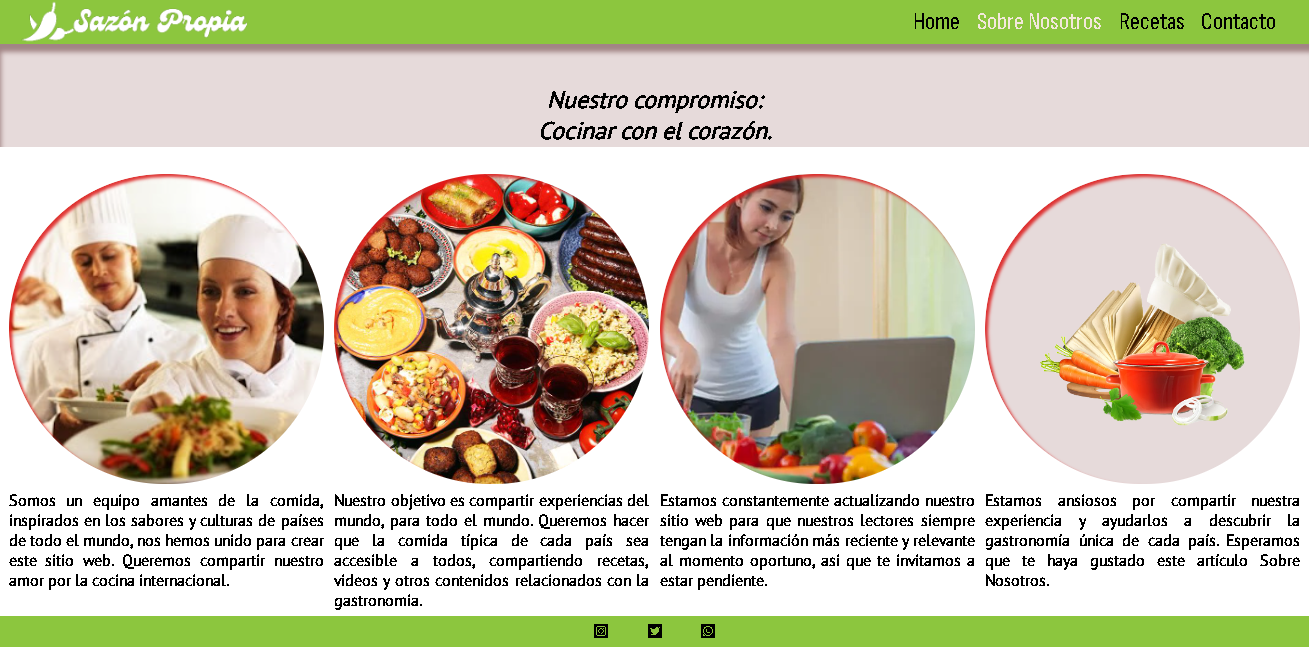 Sazón Propia
Home Sobre Nosotros Recetas Contacto
Nuestro compromiso:
Cocinar con el corazón.
Somos un equipo amantes de la comida,
inspirados en los sabores y culturas de países
de todo el mundo, nos hemos unido para crear
este sitio web. Queremos compartir nuestro
amor por la cocina internacional.
Nuestro objetivo es compartir experiencias del
mundo, para todo el mundo. Queremos hacer
que la comida típica de cada país sea
accesible a todos, compartiendo recetas,
videos y otros contenidos relacionados con la
gastronomía.
Estamos constantemente actualizando nuestro
sitio web para que nuestros lectores siempre
tengan la información más reciente y relevante
al momento oportuno, así que te invitamos a
estar pendiente.
Estamos ansiosos por compartir nuestra
experiencia y ayudarlos a descubrir la
gastronomía única de cada país. Esperamos
que te haya gustado este artículo Sobre
Nosotros.